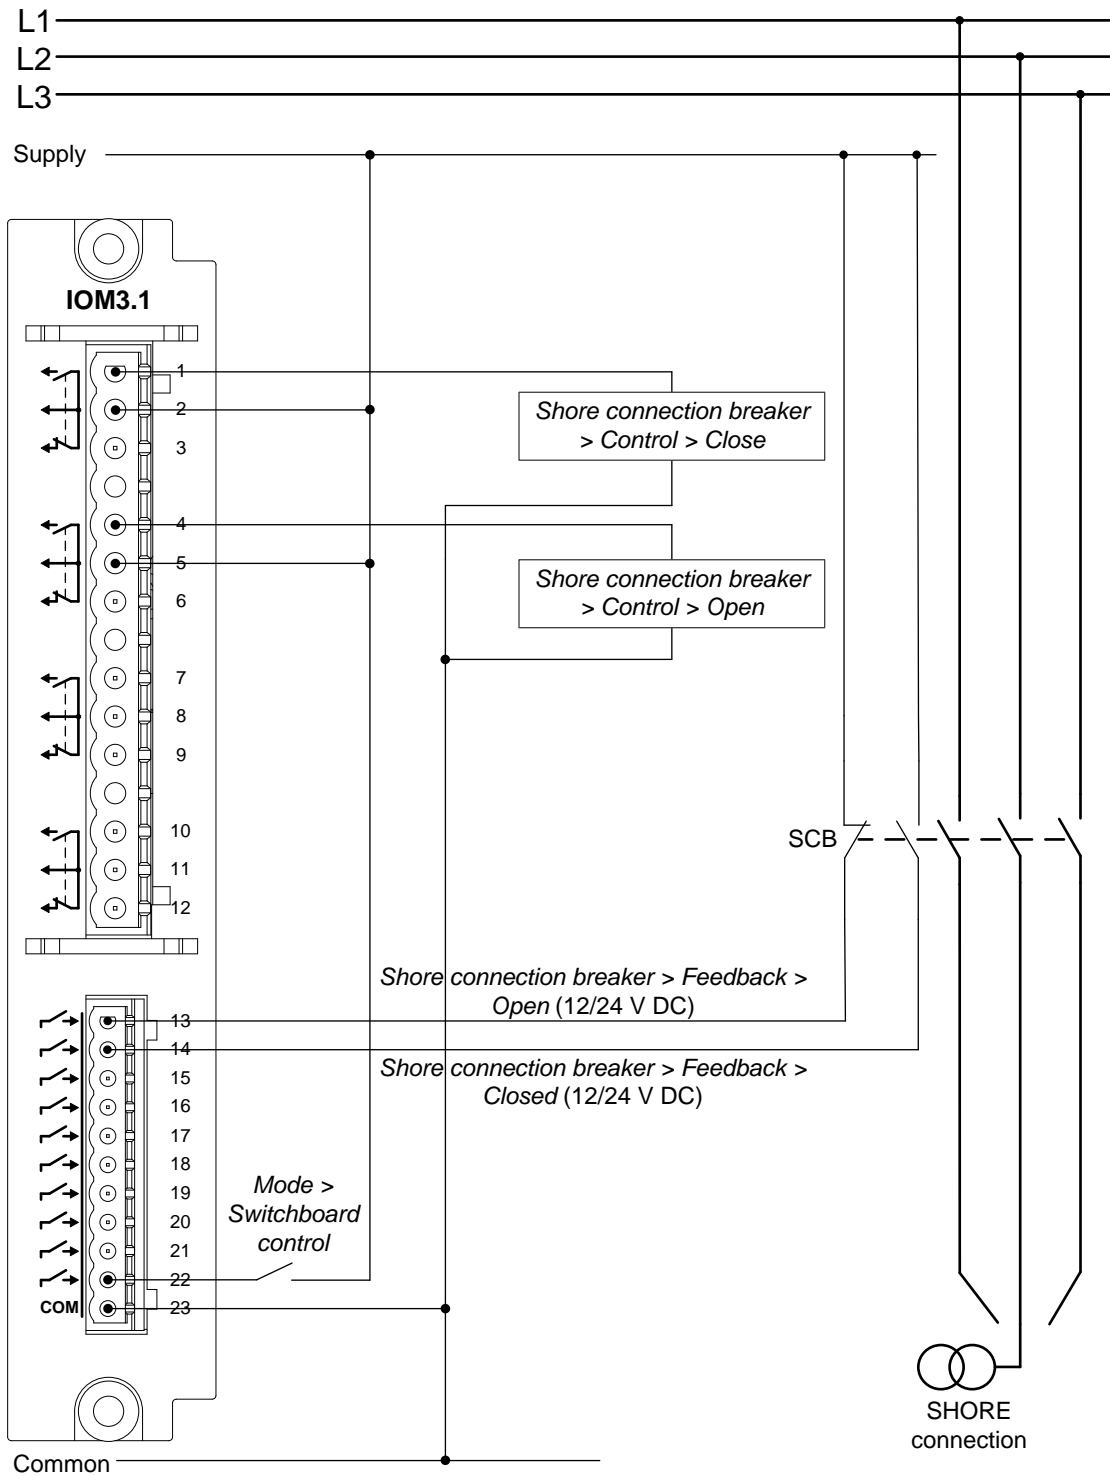 L1
L2
L3
Supply
IOM3.1
1
Shore connection breaker
> Control > Close
2
3
4
5
Shore connection breaker
> Control > Open
6
7
8
9
10
SCB
11
12
Shore connection breaker > Feedback >
Open (12/24 V DC)
13
14
Shore connection breaker > Feedback >
Closed (12/24 V DC)
15
16
17
18
19
20
21
Mode >
Switchboard
control
22
COM
23
SHORE
connection
Common